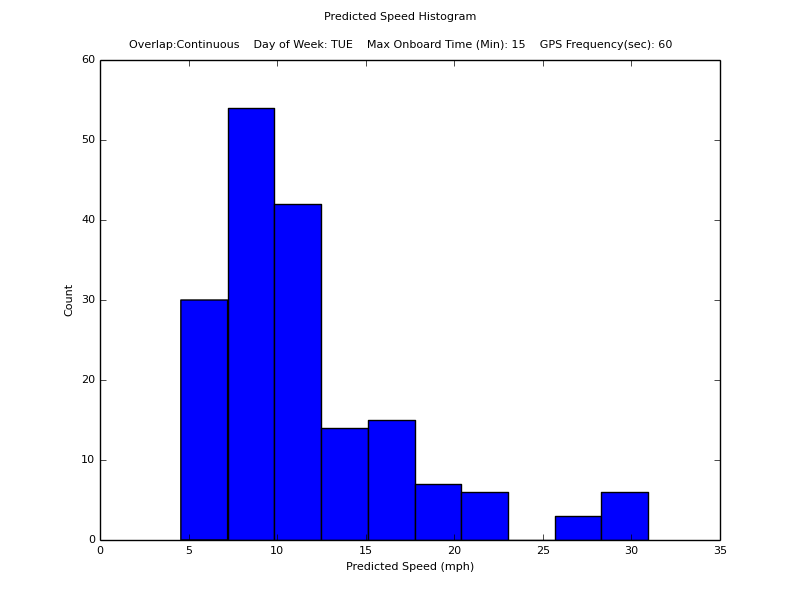 Predicted Speed Histogram
Overlap:Continuous    Day of Week: TUE    Max Onboard Time (Min): 15    GPS Frequency(sec): 60
60
50
40
30
20
10
0
Count
0 5 10 15 20 25 30 35
Predicted Speed (mph)